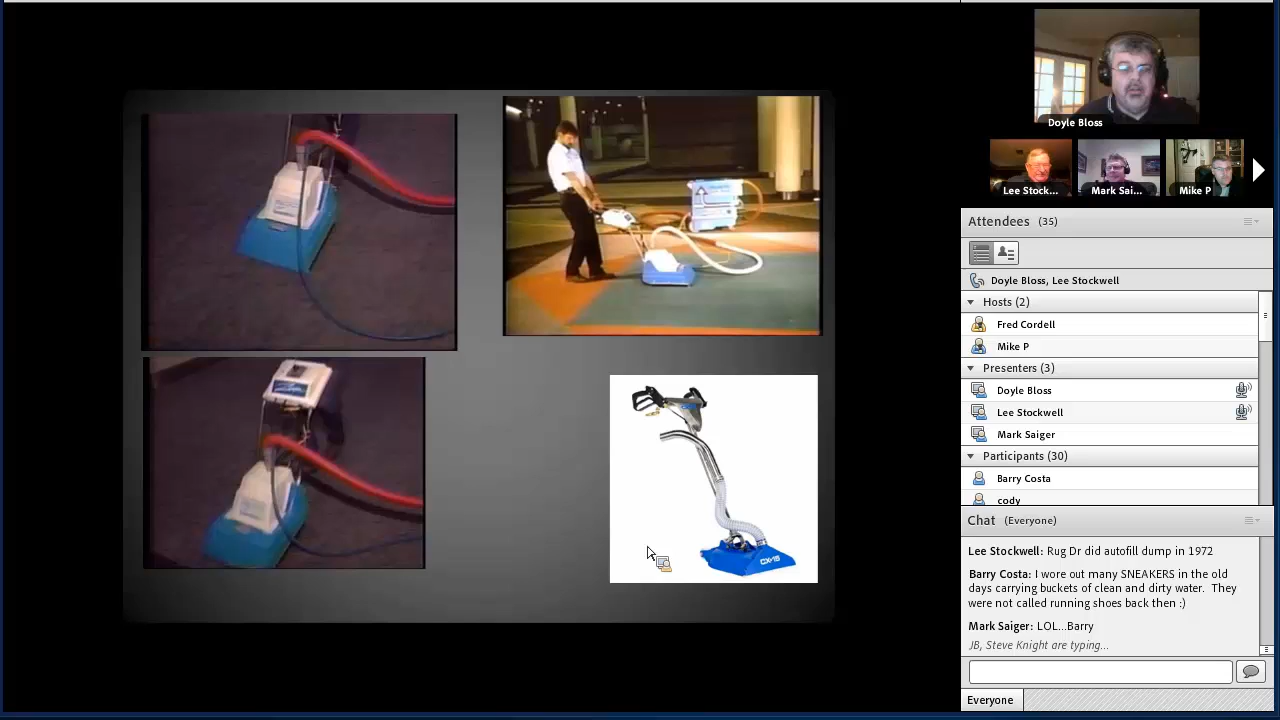 CX-15
Doyle Bloss
Lee Stock...
Mark Sai...
Mike P
Attendees (35)
Doyle Bloss, Lee Stockwell
Hosts (2)
Fred Cordell
Mike P
Presenters (3)
Doyle Bloss
Lee Stockwell
Mark Saiger
Participants (30)
Barry Costa
cody
Chat (Everyone)
Lee Stockwell: Rug Dr did autofill dump in 1972
Barry Costa: I wore out many SNEAKERS in the old
days carrying buckets of clean and dirty water. They
were not called running shoes back then :)
Mark Saiger: LOL...Barry
JB, Steve Knight are typing...
Everyone